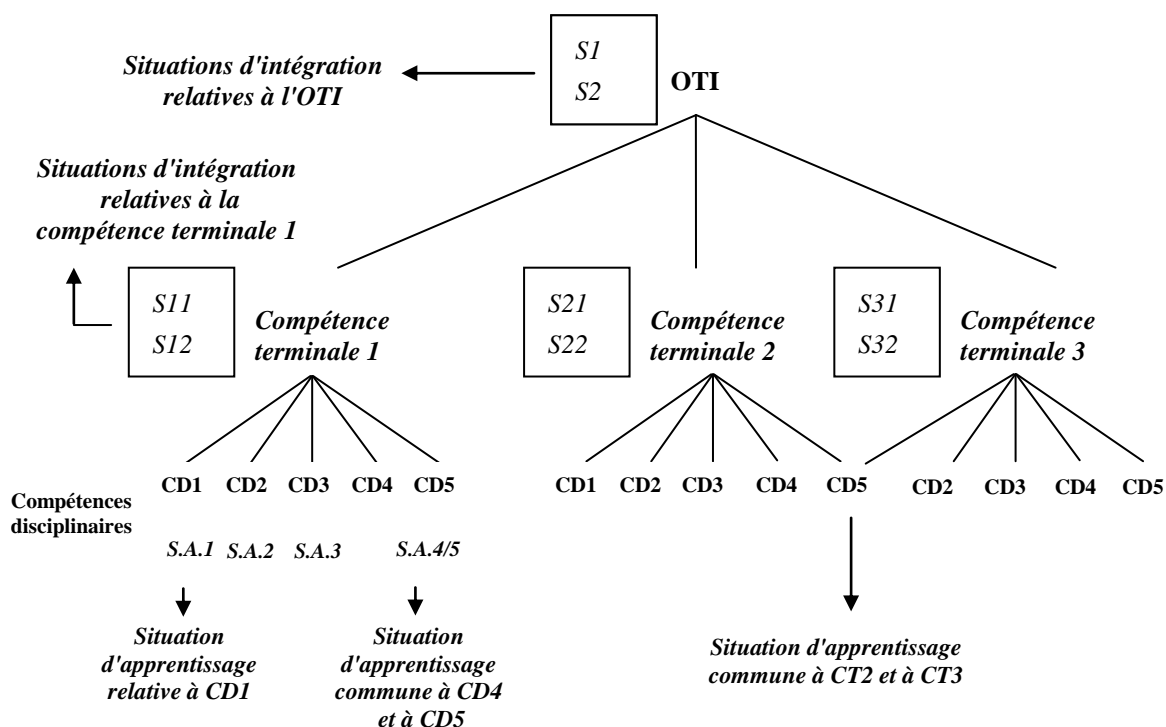 S1
S2
OTI
Situations d'intégration
relatives à l'OTI
Situations d'intégration
relatives à la
compétence terminale 1
S11
S12
Compétence
terminale 1
S21
S22
Compétence
terminale 2
S31
S32
Compétence
terminale 3
Compétences
disciplinaires
CD1 CD2 CD3 CD4 CD5
CD1 CD2 CD3 CD4 CD5 CD2 CD3 CD4 CD5
S.A.1 S.A.2 S.A.3 S.A.4/5
Situation
d'apprentissage
relative à CD1
Situation
d'apprentissage
commune à CD4
et à CD5
Situation d'apprentissage
commune à CT2 et à CT3